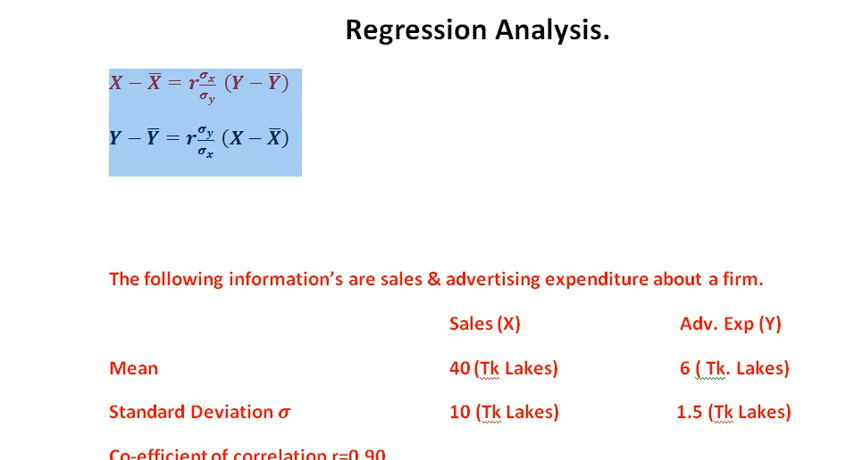 Regression Analysis.
X − X̅ = r σx/σy (Y − Y̅)
Y − Y̅ = r σy/σx (X − X̅)
The following information’s are sales & advertising expenditure about a firm.
Sales (X) Adv. Exp (Y)
Mean 40 (Tk Lakes) 6 ( Tk. Lakes)
Standard Deviation σ 10 (Tk Lakes) 1.5 (Tk Lakes)
Co-efficient of correlation r=0.90